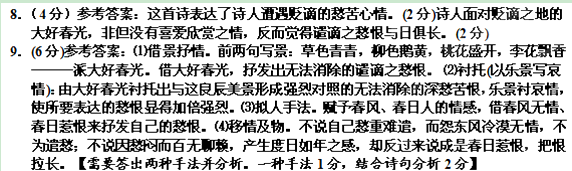 8.（4分）参考答案：这首诗表达了诗人遭遇贬谪的愁苦心情。(2分)诗人面对贬谪之地的
大好春光，非但没有喜爱欣赏之情，反而觉得谴谪之愁恨与日俱长。(2分)
9．(6分)参考答案：⑴借景抒情。前两句写景：草色青青，柳色鹅黄，桃花盛开，李花飘香
———派大好春光。借大好春光，抒发出无法消除的谴谪之愁恨。 ⑵衬托(以乐景写哀
情)：由大好春光衬托出与这良辰美景形成强烈对照的无法消除的深愁苦恨，乐景衬哀情，
使所要表达的愁恨显得加倍强烈。⑶拟人手法。赋予春风、春日人的情感，借春风无情、
春日惹恨来抒发自己的愁恨。⑷移情及物。不说自己愁重难遣，而怨东风冷漠无情，不
为遣愁；不说因愁闷而百无聊赖，产生度日如年之感，却反过来说成是春日惹恨，把恨
拉长。【需要答出两种手法并分析。一种手法1分，结合诗句分析2分】